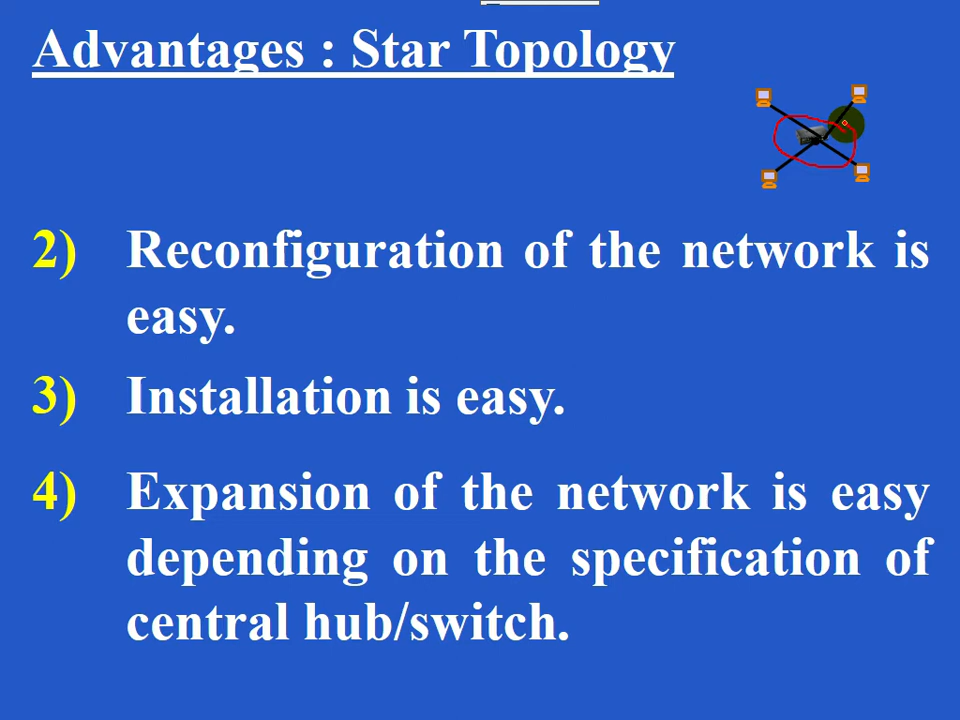 Advantages : Star Topology
2) Reconfiguration of the network is
easy.
3) Installation is easy.
4) Expansion of the network is easy
depending on the specification of
central hub/switch.